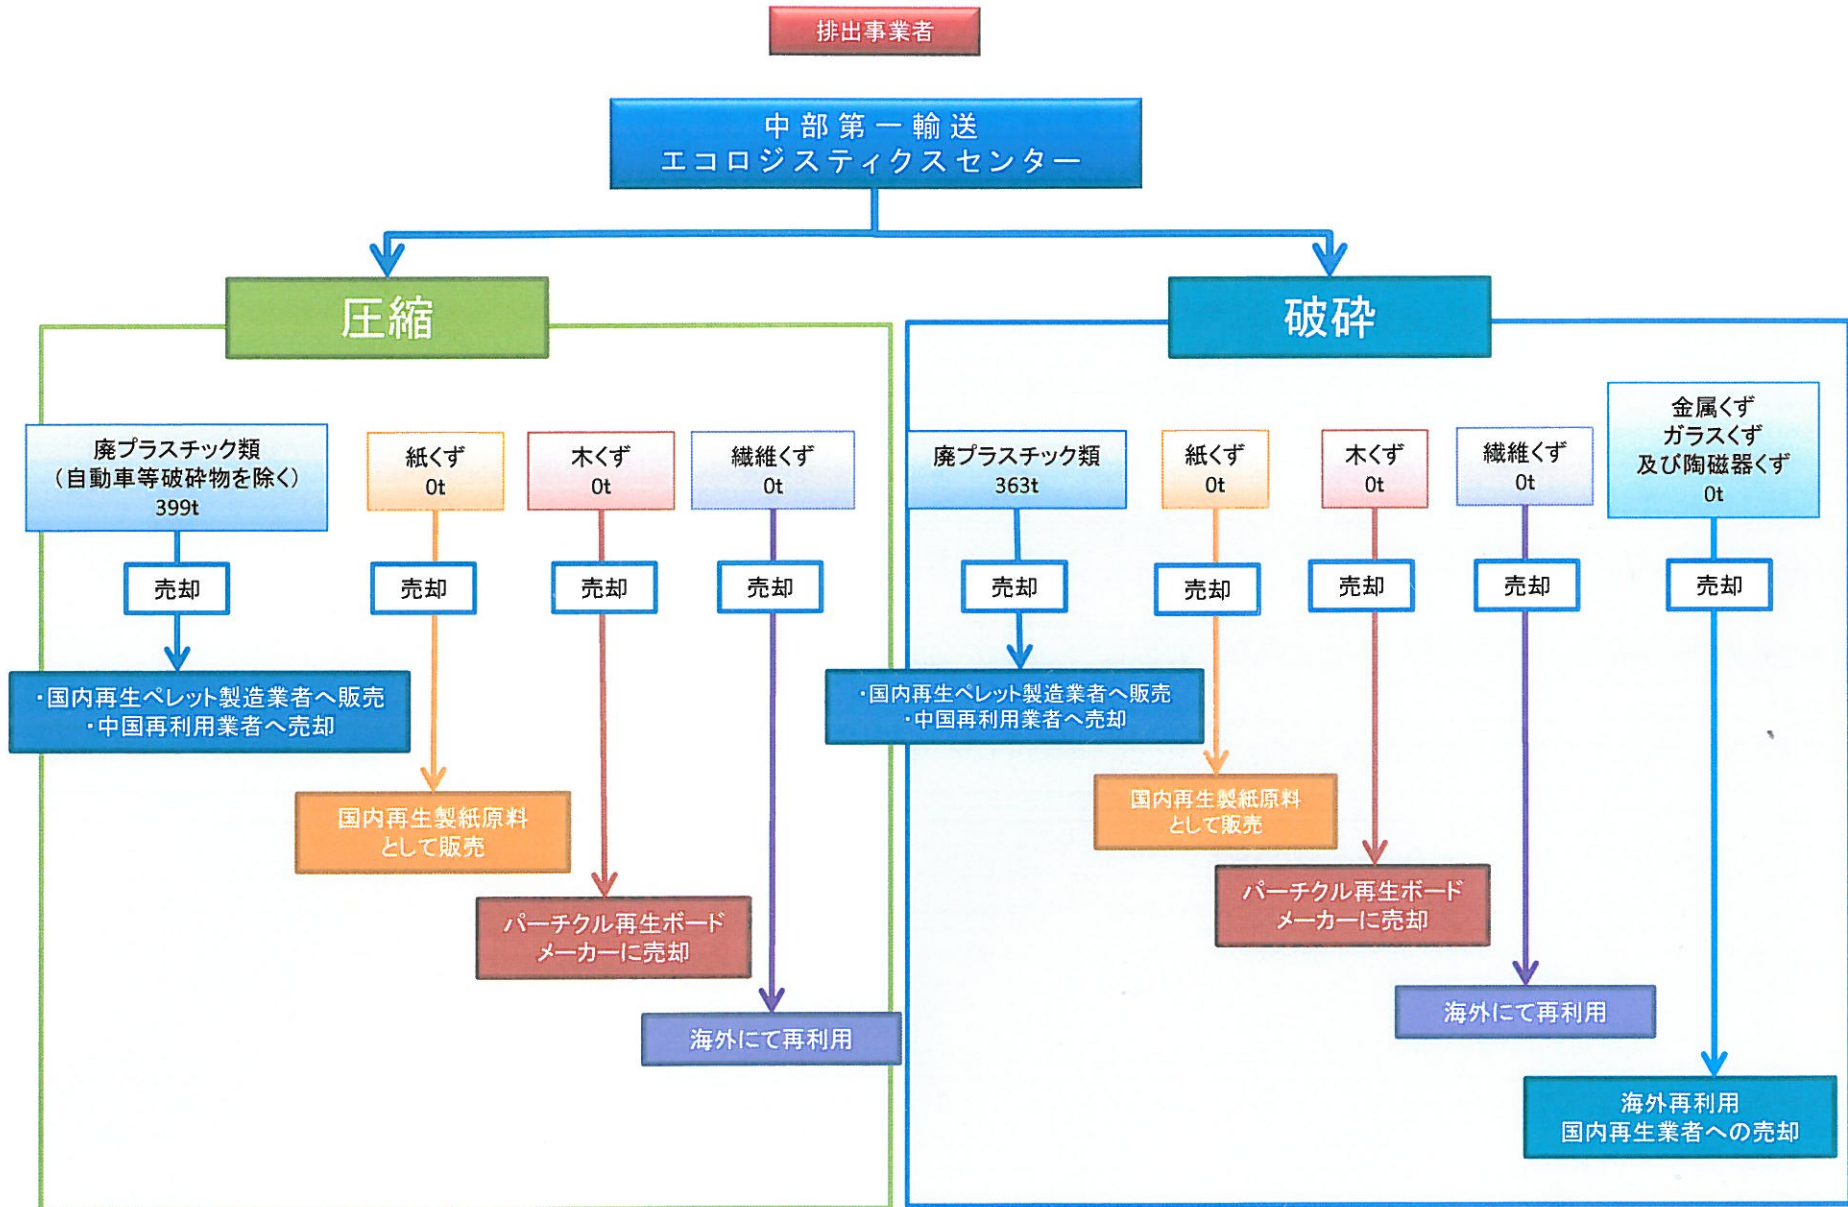 排出事業者
中部第一輸送
エコロジスティクスセンター
圧縮
廃プラスチック類
(自動車等破砕物を除く)
399t
紙くず
0t
木くず
0t
繊維くず
0t
売却
売却
売却
売却
・国内再生ペレット製造業者へ販売
・中国再利用業者へ売却
国内再生製紙原料
として販売
パーチクル再生ボード
メーカーに売却
海外にて再利用
破砕
廃プラスチック類
363t
紙くず
0t
木くず
0t
繊維くず
0t
金属くず
ガラスくず
及び陶磁器くず
0t
売却
売却
売却
売却
売却
・国内再生ペレット製造業者へ販売
・中国再利用業者へ売却
国内再生製紙原料
として販売
パーチクル再生ボード
メーカーに売却
海外にて再利用
海外再利用
国内再生業者への売却